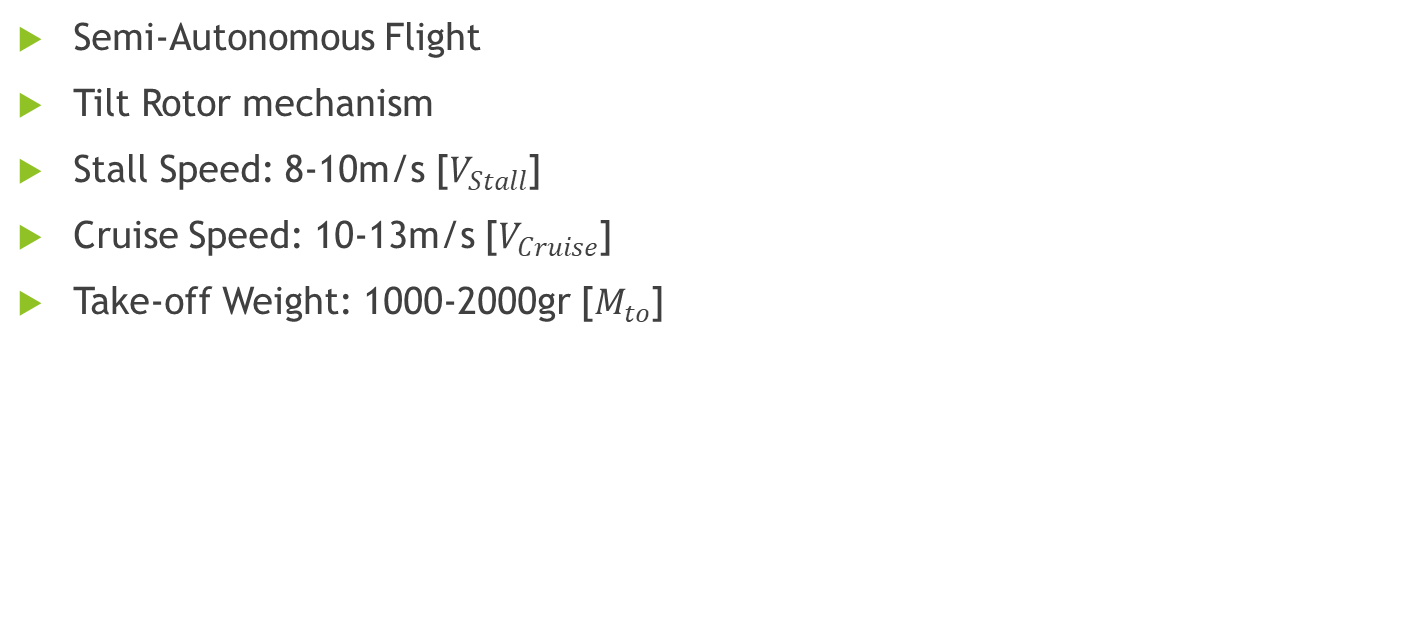 Semi-Autonomous Flight
Tilt Rotor mechanism
Stall Speed: 8-10m/s [V_Stall]
Cruise Speed: 10-13m/s [V_Cruise]
Take-off Weight: 1000-2000gr [M_to]